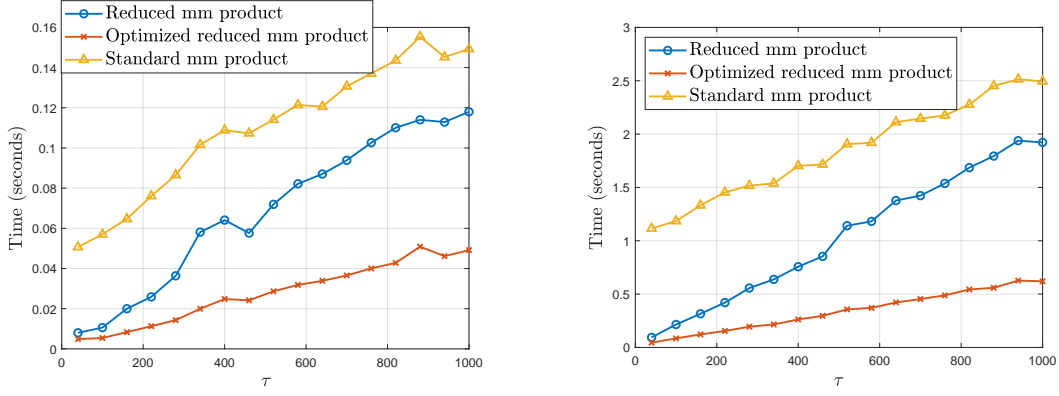 Reduced mm product
Optimized reduced mm product
Standard mm product
0.16
0.14
0.12
0.1
0.08
0.06
0.04
0.02
0
Time (seconds)
0 200 400 600 800 1000
τ
Reduced mm product
Optimized reduced mm product
Standard mm product
3
2.5
2
1.5
1
0.5
0
Time (seconds)
0 200 400 600 800 1000
τ